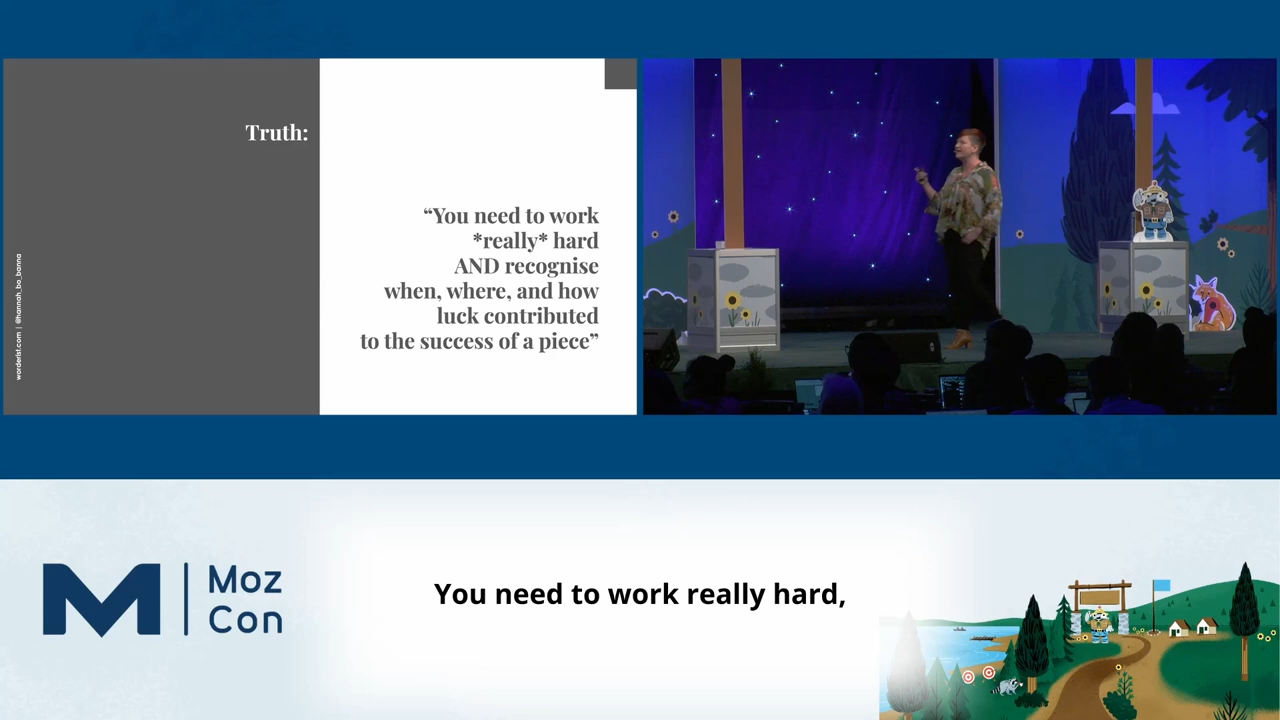 Truth:
“You need to work
*really* hard
AND recognise
when, where, and how
luck contributed
to the success of a piece”
worderist.com | @hannah_bo_banna
Moz
Con
You need to work really hard,